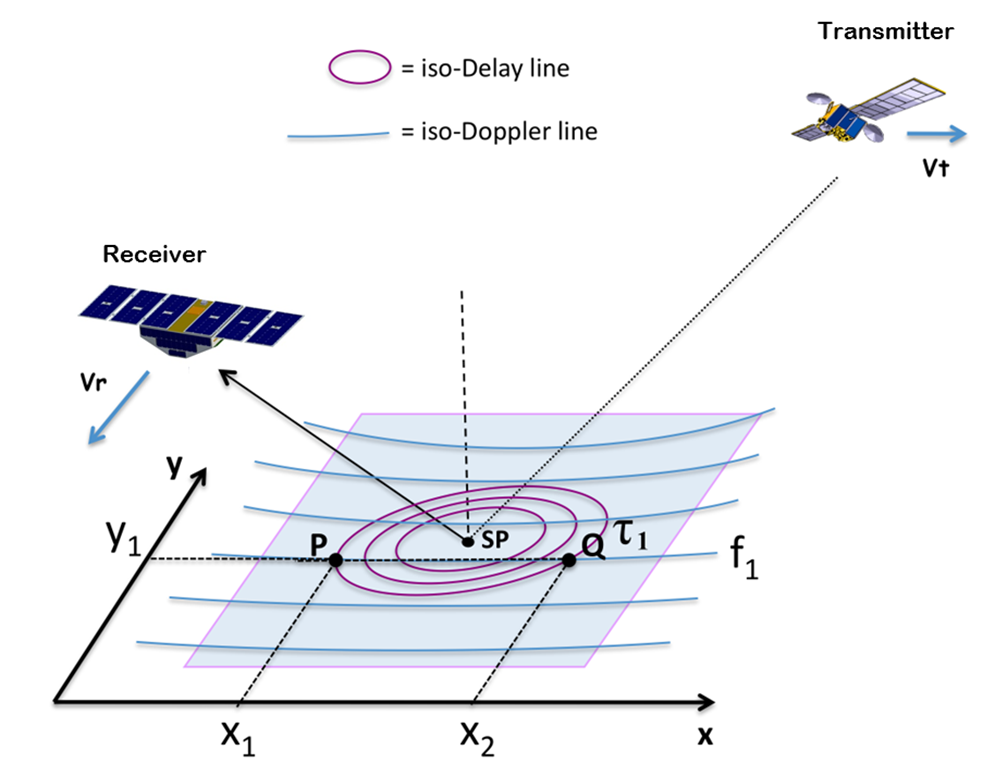 Transmitter
= iso-Delay line
= iso-Doppler line
Vt
Receiver
Vr
y
y₁
P
SP
Q
τ₁
f₁
x₁
x₂
x